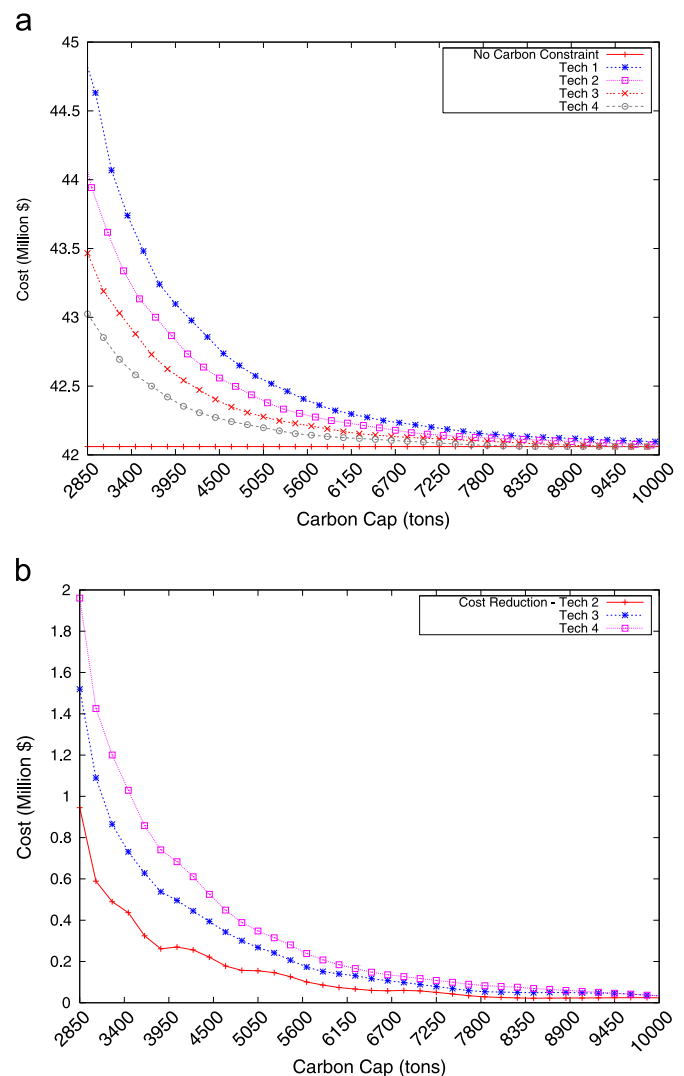 a
45
44.5
44
43.5
43
42.5
42
Cost (Million $)
No Carbon Constraint
Tech 1
Tech 2
Tech 3
Tech 4
2850 3400 3950 4500 5050 5600 6150 6700 7250 7800 8350 8900 9450 10000
Carbon Cap (tons)
b
2
1.8
1.6
1.4
1.2
1
0.8
0.6
0.4
0.2
0
Cost (Million $)
Cost Reduction - Tech 2
Tech 3
Tech 4
2850 3400 3950 4500 5050 5600 6150 6700 7250 7800 8350 8900 9450 10000
Carbon Cap (tons)